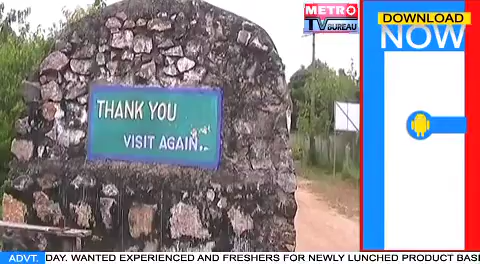 METRO
TV BUREAU
DOWNLOAD
NOW
THANK YOU
VISIT AGAIN..
ADVT. DAY. WANTED EXPERIENCED AND FRESHERS FOR NEWLY LUNCHED PRODUCT BASE